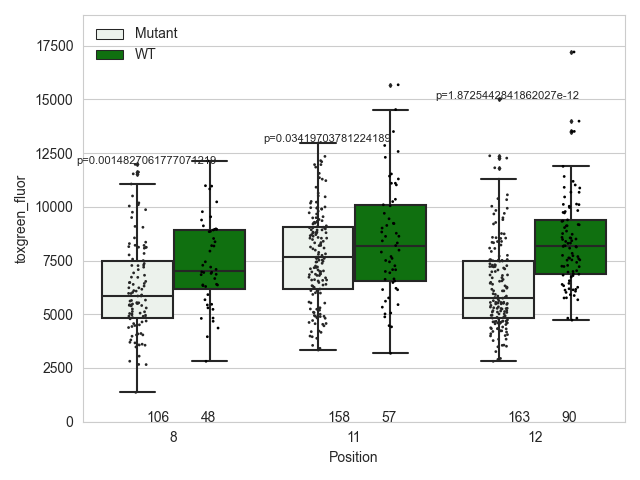 Mutant
WT
17500
15000
12500
10000
7500
5000
2500
0
toxgreen_fluor
p=0.0014827061777071219
p=0.03419703781224189
p=1.8725442841862027e-12
106 48 158 57 163 90
8 11 12
Position